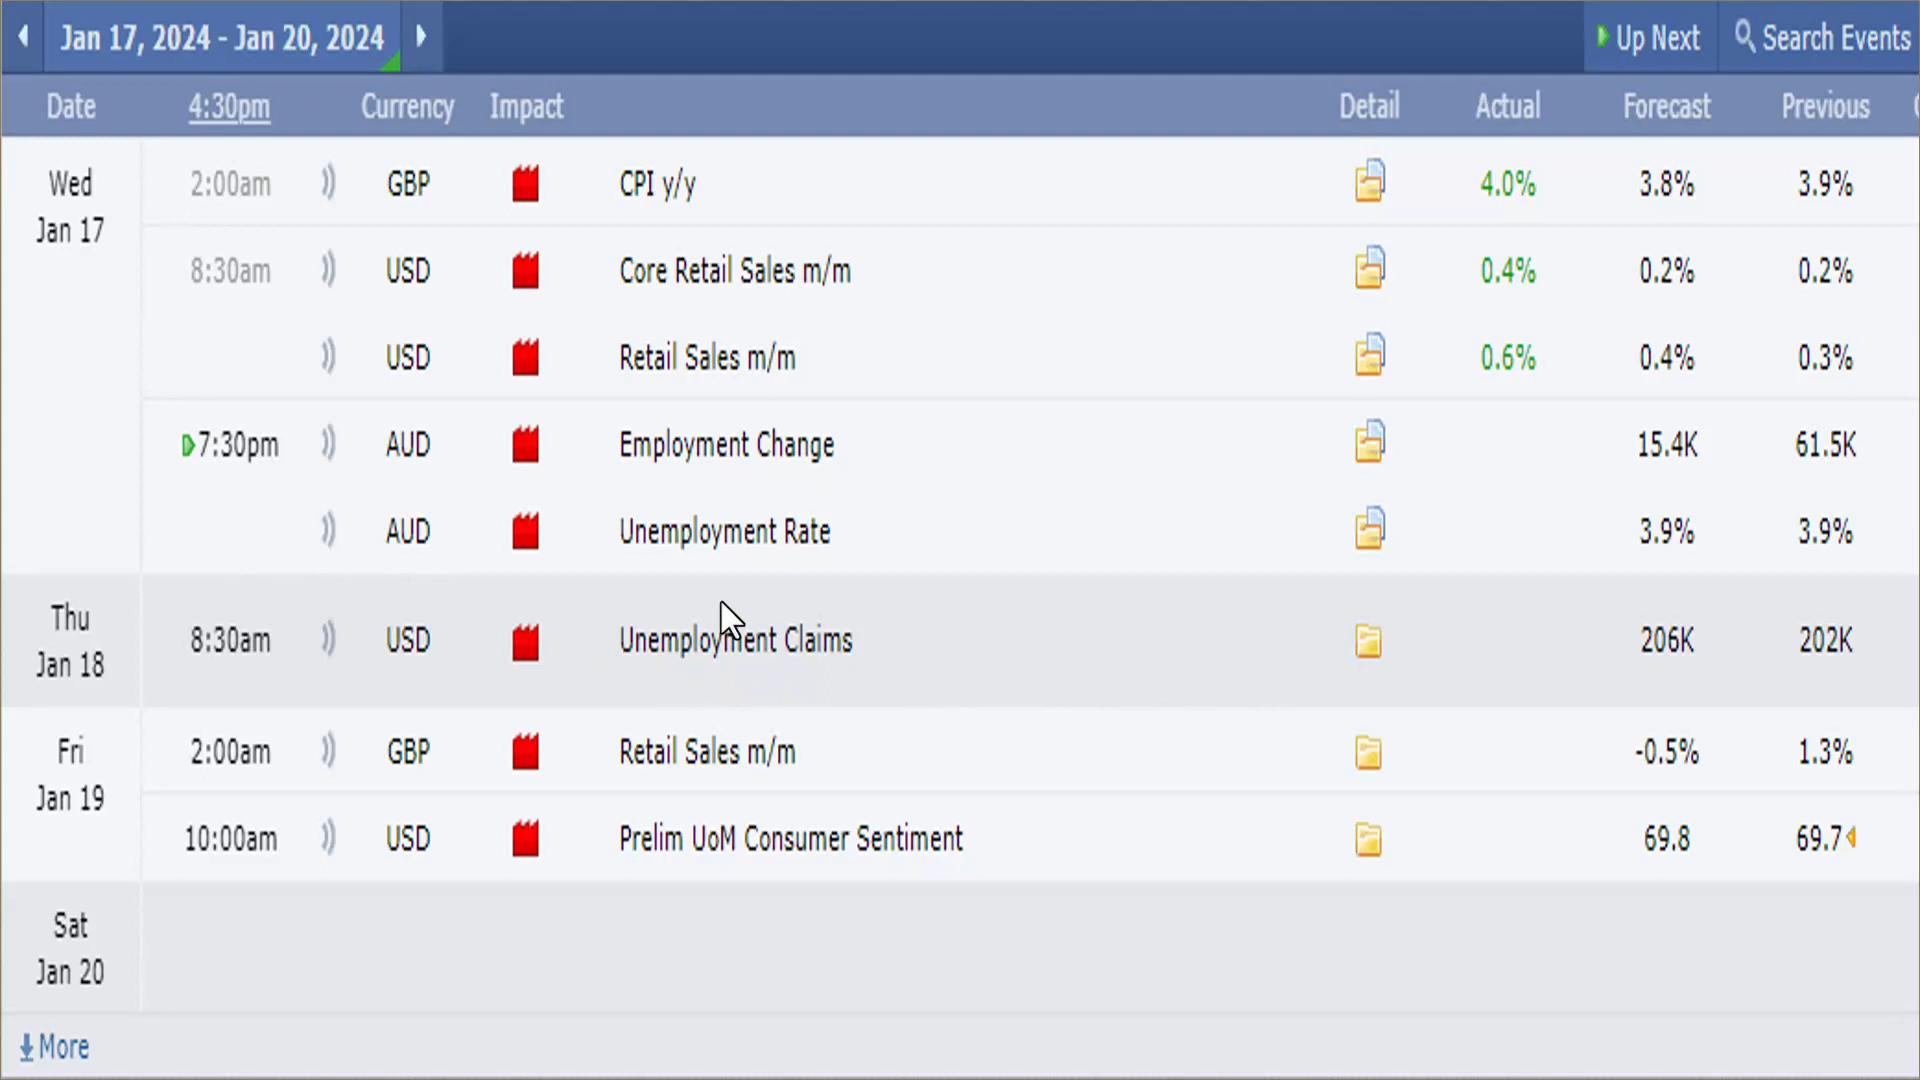 Jan 17, 2024 - Jan 20, 2024 Up Next Search Events
Date 4:30pm Currency Impact Detail Actual Forecast Previous
Wed
Jan 17
2:00am GBP CPI y/y 4.0% 3.8% 3.9%
8:30am USD Core Retail Sales m/m 0.4% 0.2% 0.2%
USD Retail Sales m/m 0.6% 0.4% 0.3%
7:30pm AUD Employment Change 15.4K 61.5K
AUD Unemployment Rate 3.9% 3.9%
Thu
Jan 18
8:30am USD Unemployment Claims 206K 202K
Fri
Jan 19
2:00am GBP Retail Sales m/m -0.5% 1.3%
10:00am USD Prelim UoM Consumer Sentiment 69.8 69.7
Sat
Jan 20
More